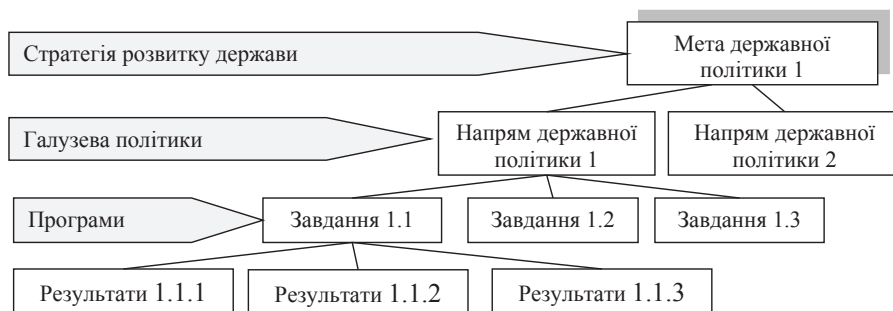 Стратегія розвитку держави
Мета державної
політики 1
Галузева політики
Напрям державної
політики 1
Напрям державної
політики 2
Програми
Завдання 1.1
Завдання 1.2
Завдання 1.3
Результати 1.1.1
Результати 1.1.2
Результати 1.1.3